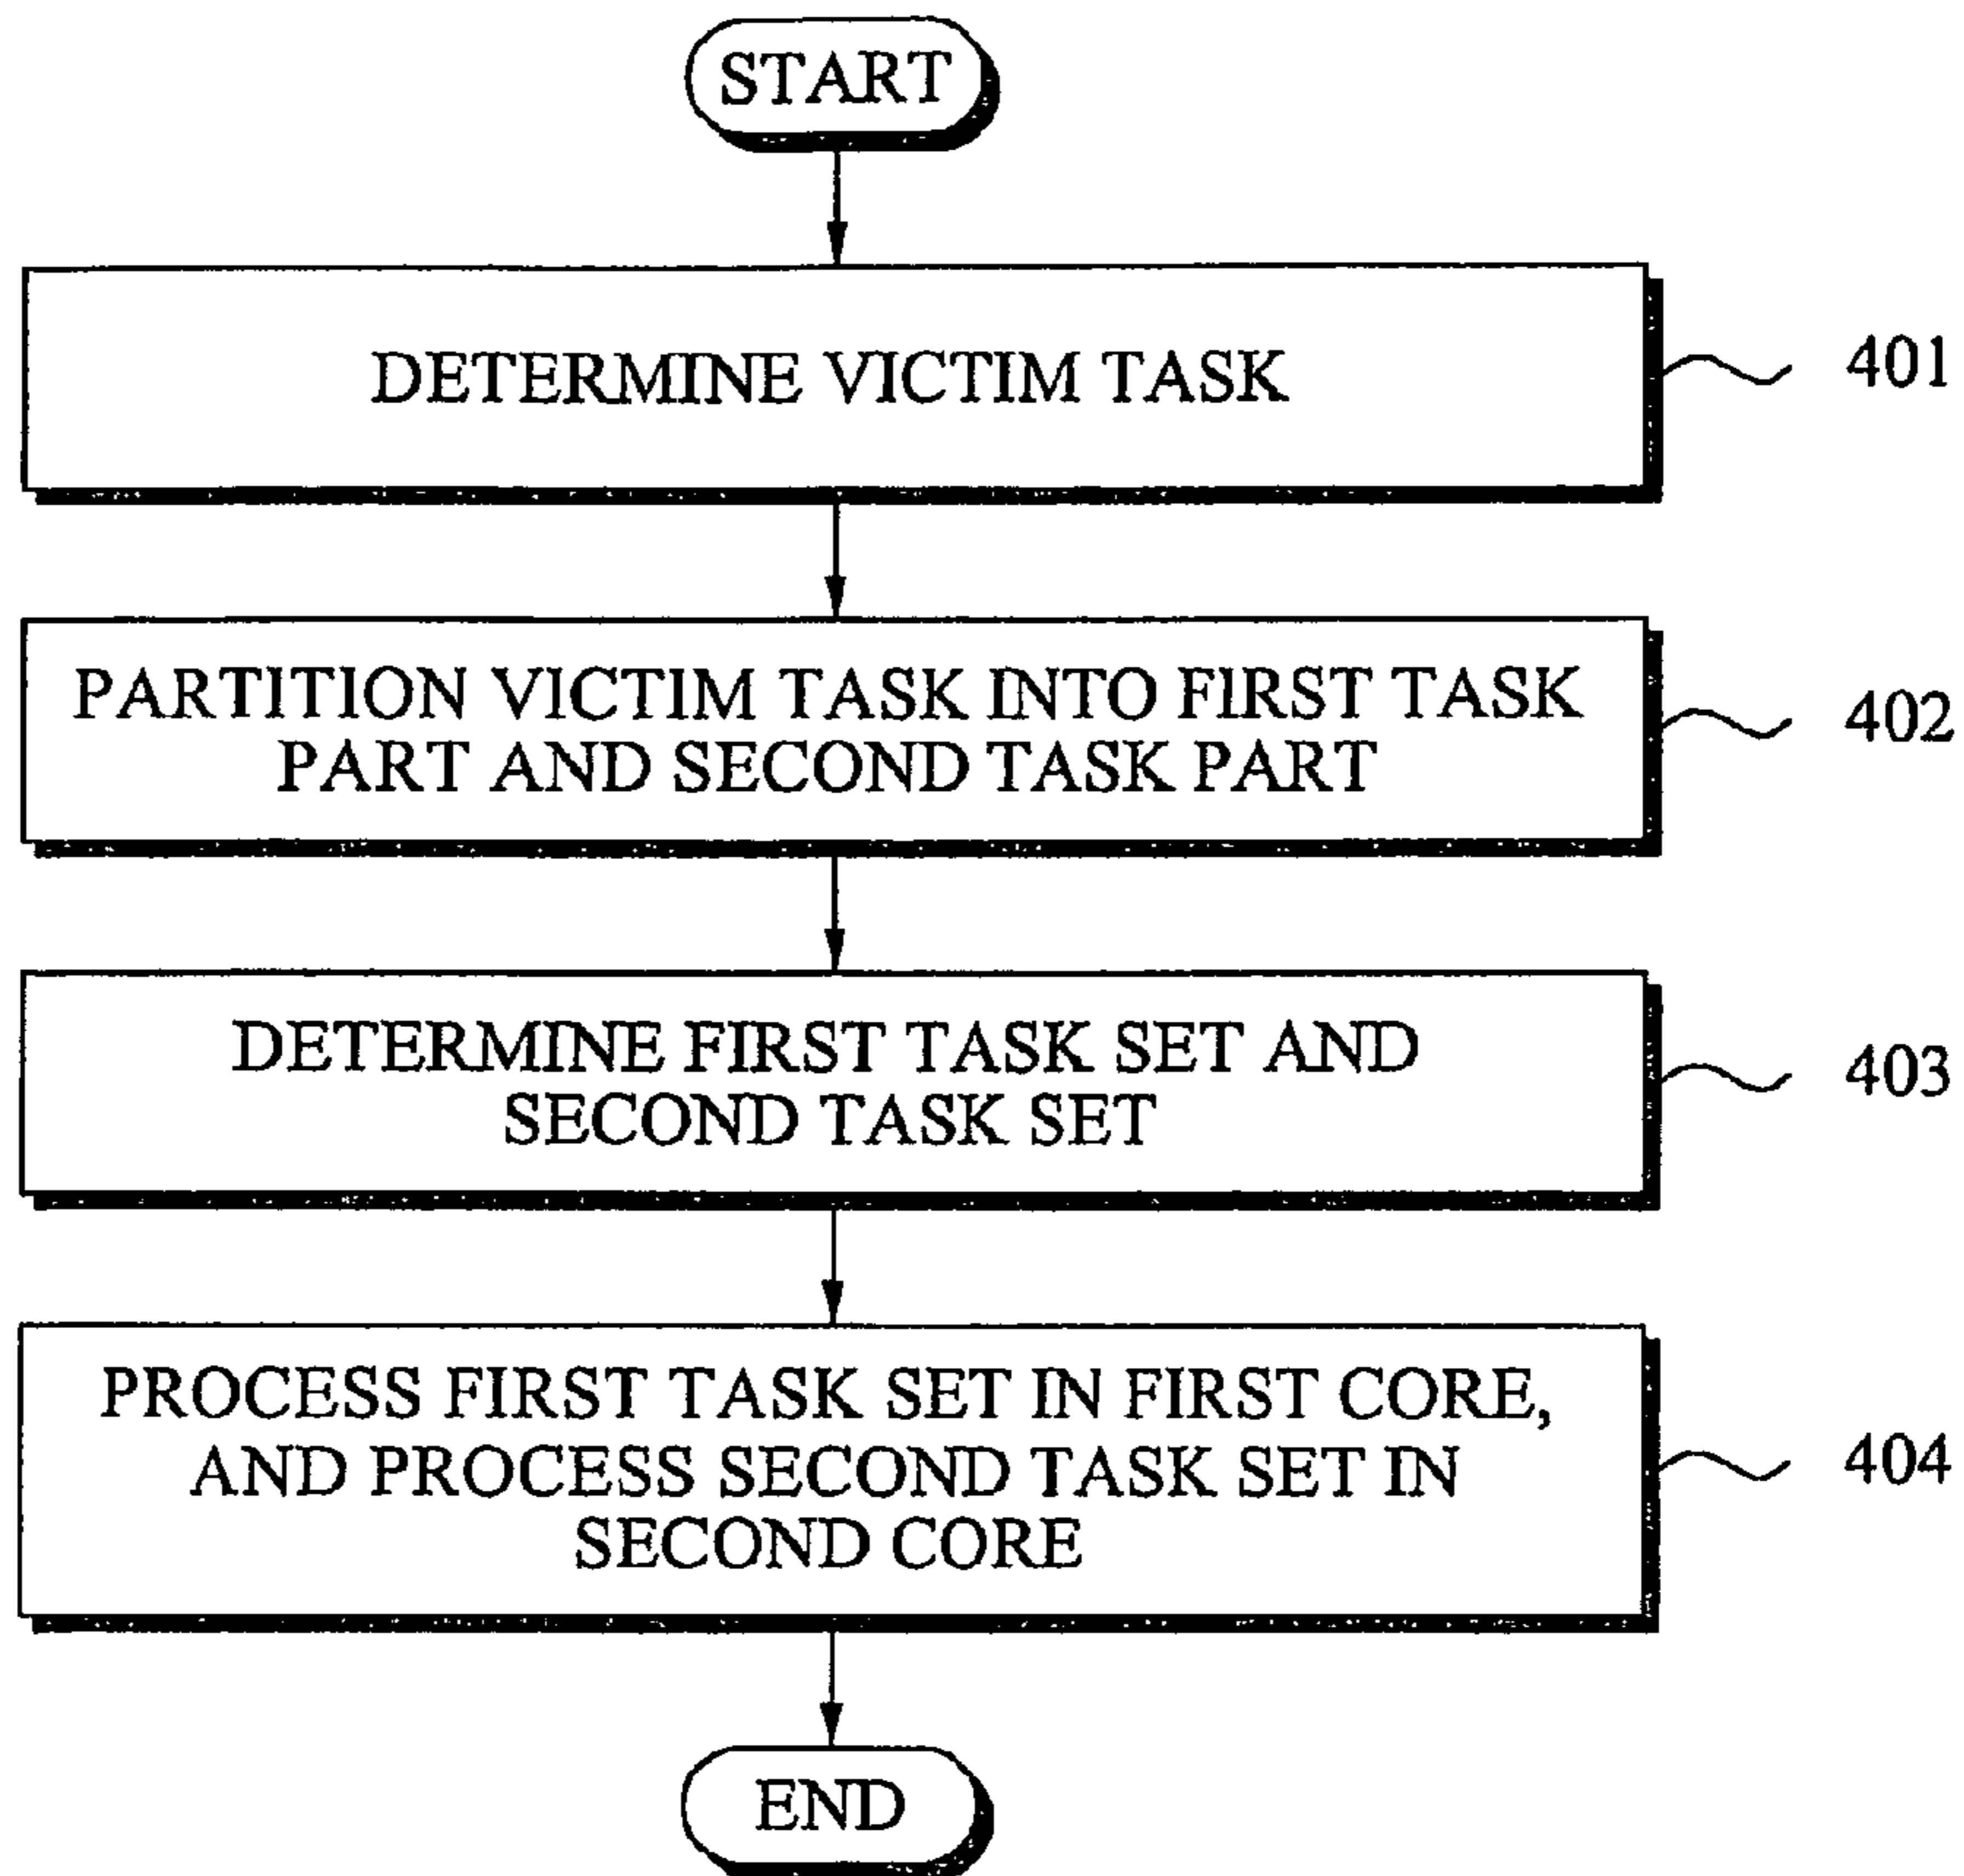 START
DETERMINE VICTIM TASK
401
PARTITION VICTIM TASK INTO FIRST TASK
PART AND SECOND TASK PART
402
DETERMINE FIRST TASK SET AND
SECOND TASK SET
403
PROCESS FIRST TASK SET IN FIRST CORE,
AND PROCESS SECOND TASK SET IN
SECOND CORE
404
END